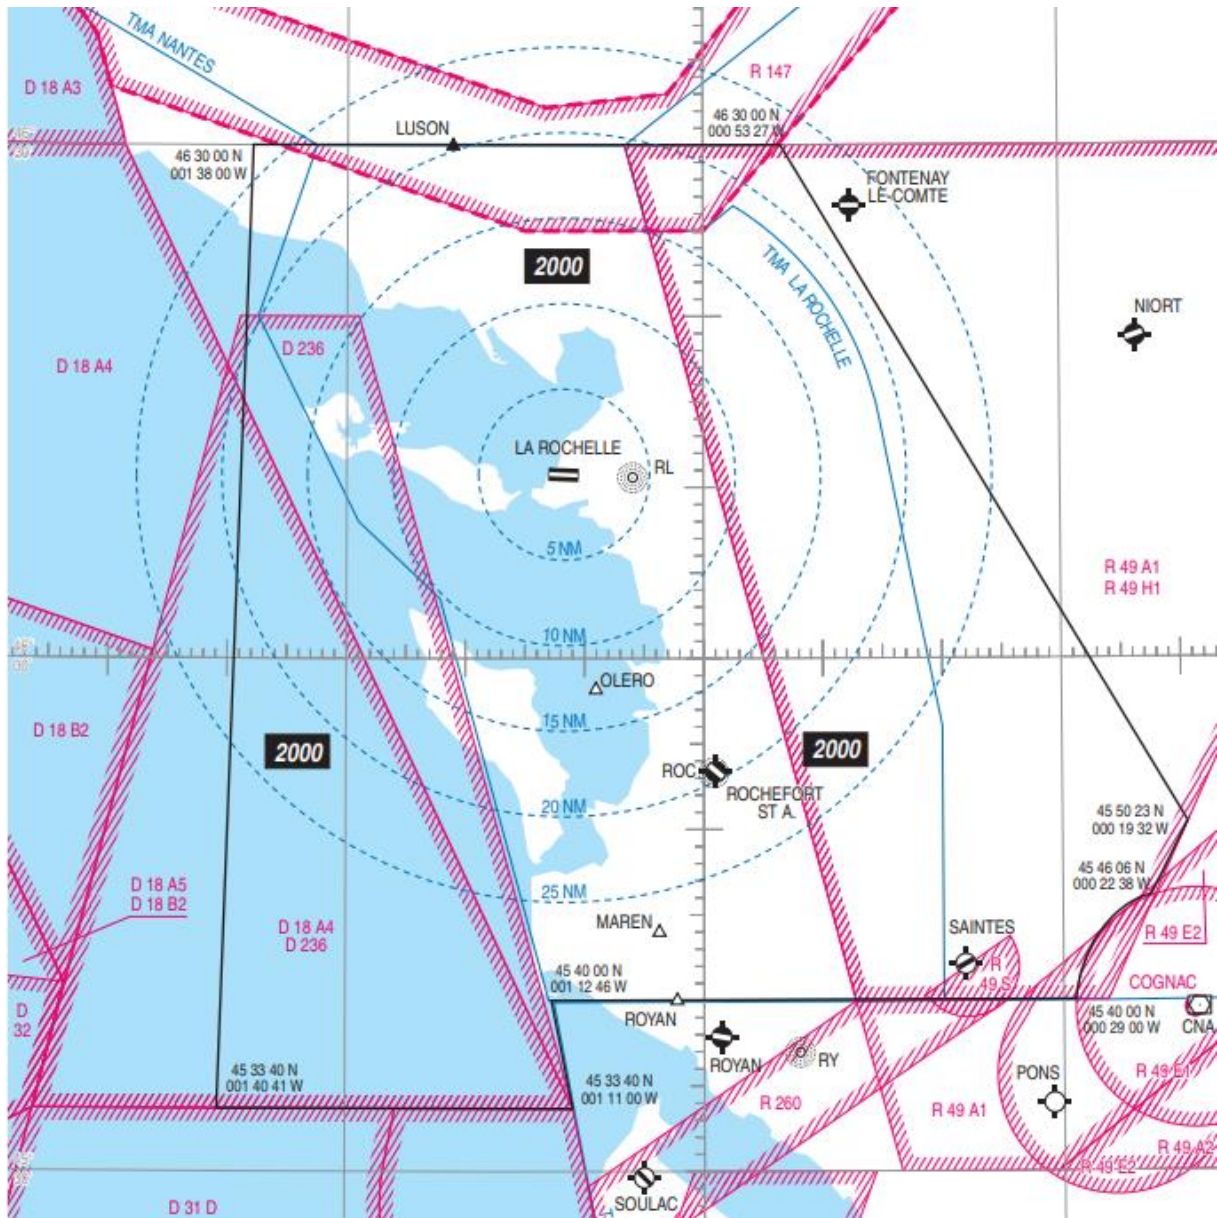 TMA NANTES
D 18 A3
R 147
LUSON
46 30 00 N
000 53 27 W
46 30 00 N
001 38 00 W
FONTENAY
LE-COMTE
2000
TMA LA ROCHELLE
NIORT
D 236
D 18 A4
LA ROCHELLE
RL
5 NM
R 49 A1
R 49 H1
10 NM
OLERO
15 NM
D 18 B2
2000
2000
ROC
ROCHEFORT
ST A.
20 NM
45 50 23 N
000 19 32 W
45 46 06 N
000 22 38 W
25 NM
D 18 A5
D 18 B2
D 18 A4
D 236
MAREN
SAINTES
R 49 E2
R
49 S
45 40 00 N
001 12 46 W
CONAC
ROYAN
45 40 00 N
000 29 00 W
CNA
D
32
ROYAN
RY
45 33 40 N
001 40 41 W
45 33 40 N
001 11 00 W
PONS
R 49 E1
R 260
R 49 A1
R 49 A2
R 49 E2
SOULAC
D 31 D